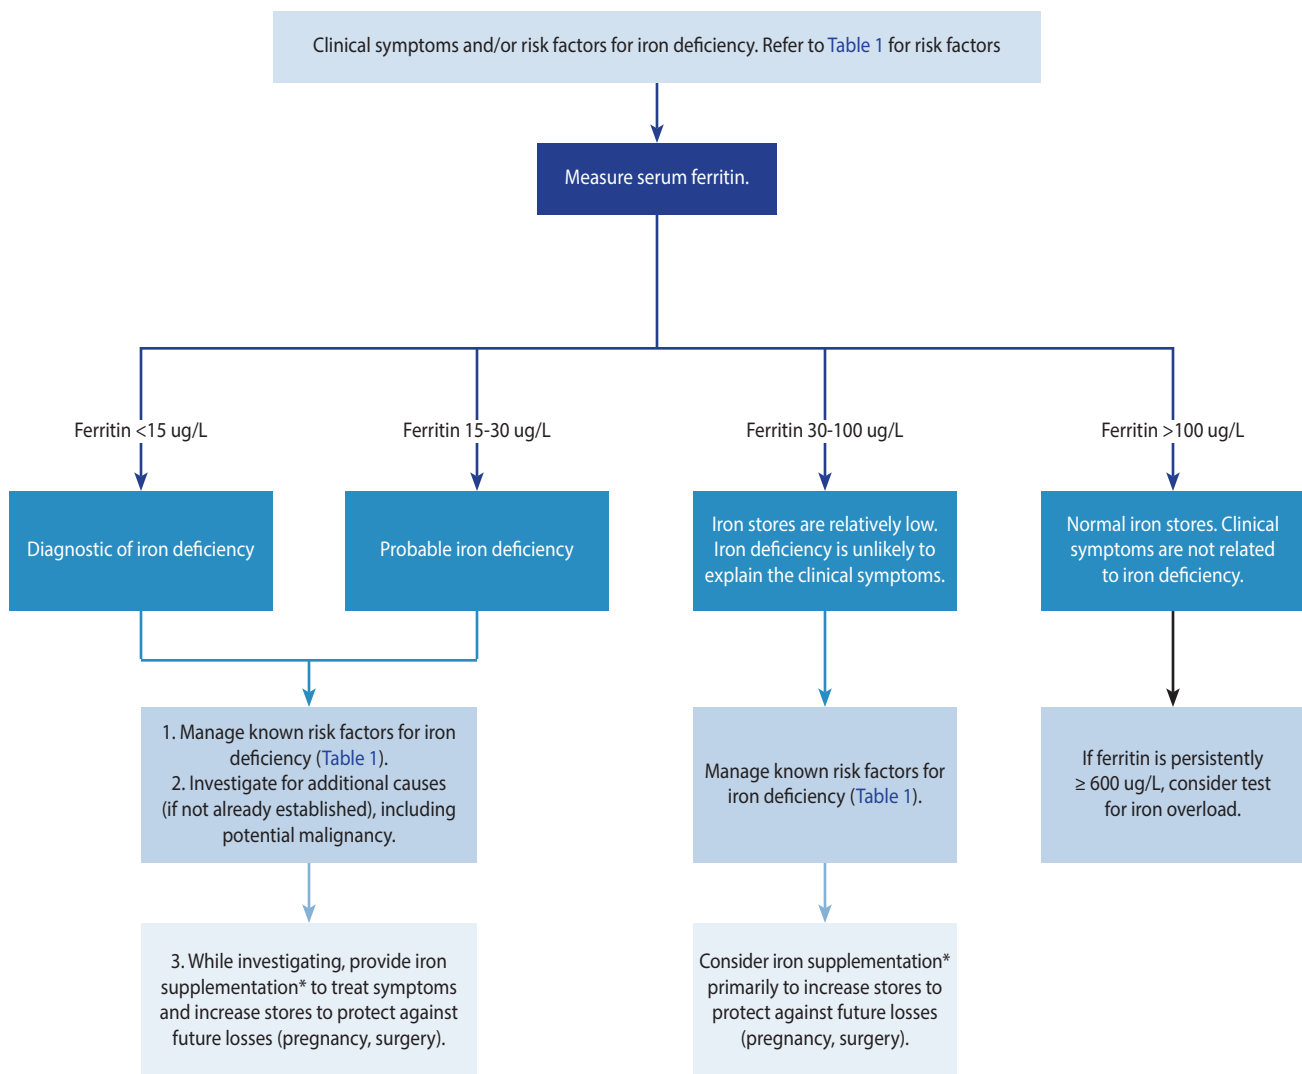 Clinical symptoms and/or risk factors for iron deficiency. Refer to Table 1 for risk factors
Measure serum ferritin.
Ferritin <15 ug/L
Ferritin 15-30 ug/L
Ferritin 30-100 ug/L
Ferritin >100 ug/L
Diagnostic of iron deficiency
Probable iron deficiency
Iron stores are relatively low.
Iron deficiency is unlikely to
explain the clinical symptoms.
Normal iron stores. Clinical
symptoms are not related
to iron deficiency.
1. Manage known risk factors for iron
deficiency (Table 1).
2. Investigate for additional causes
(if not already established), including
potential malignancy.
Manage known risk factors for
iron deficiency (Table 1).
If ferritin is persistently
≥ 600 ug/L, consider test
for iron overload.
3. While investigating, provide iron
supplementation* to treat symptoms
and increase stores to protect against
future losses (pregnancy, surgery).
Consider iron supplementation*
primarily to increase stores to
protect against future losses
(pregnancy, surgery).